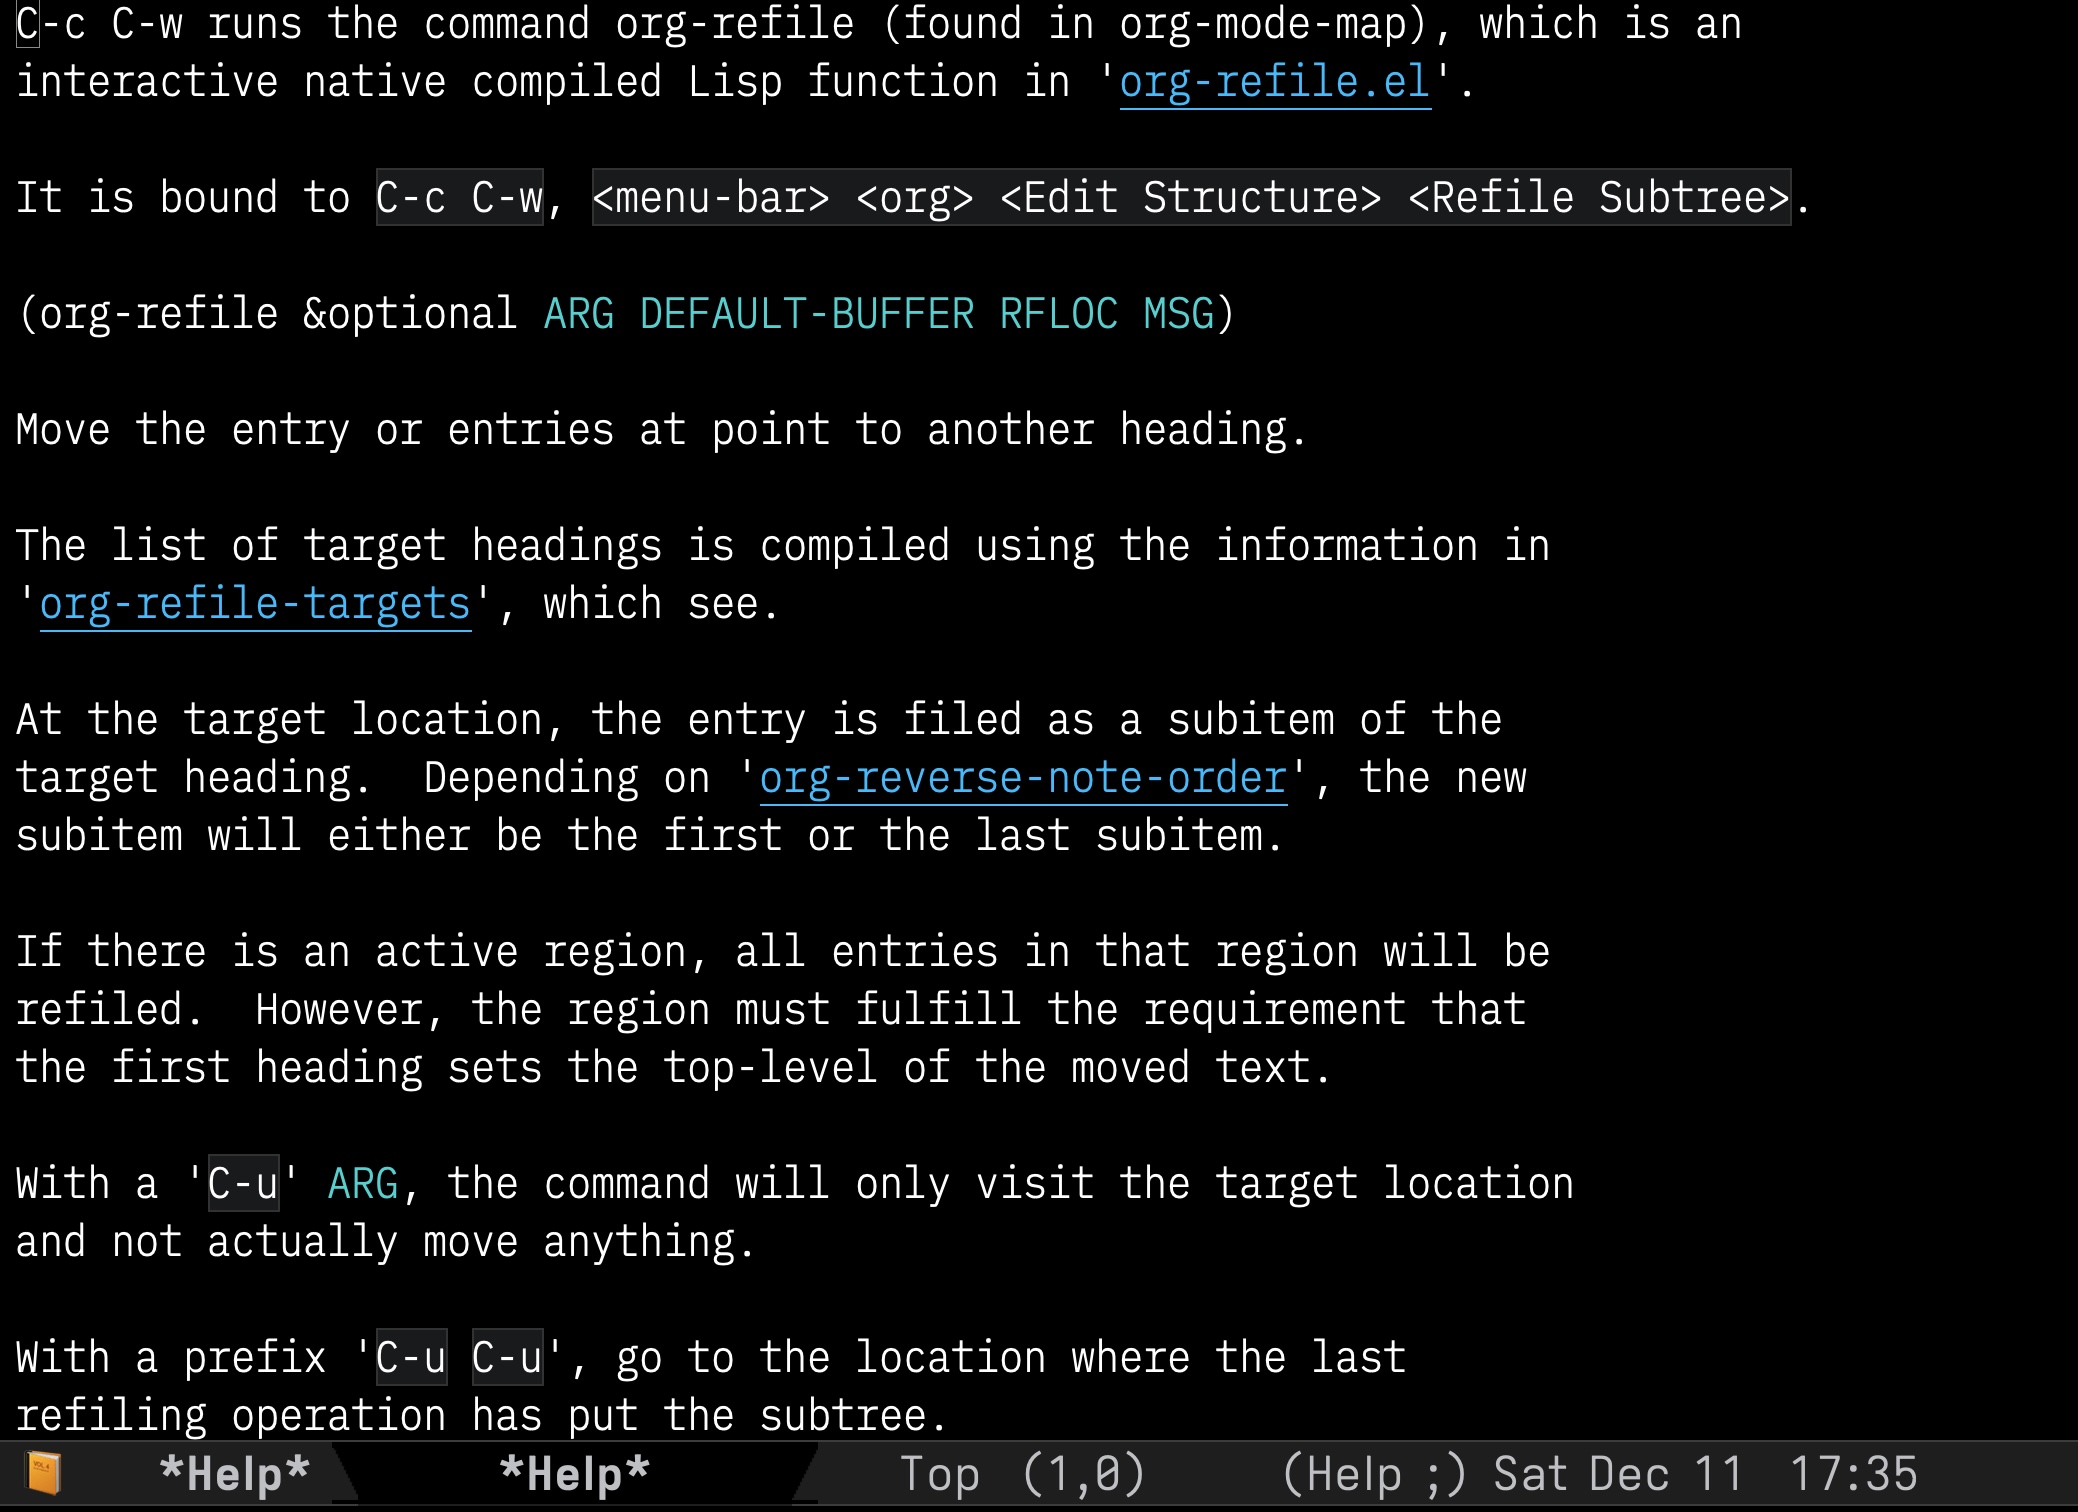 C-c C-w runs the command org-refile (found in org-mode-map), which is an
interactive native compiled Lisp function in 'org-refile.el'.
It is bound to C-c C-w, <menu-bar> <org> <Edit Structure> <Refile Subtree>.
(org-refile &optional ARG DEFAULT-BUFFER RFLOC MSG)
Move the entry or entries at point to another heading.
The list of target headings is compiled using the information in
'org-refile-targets', which see.
At the target location, the entry is filed as a subitem of the
target heading.  Depending on 'org-reverse-note-order', the new
subitem will either be the first or the last subitem.
If there is an active region, all entries in that region will be
refiled.  However, the region must fulfill the requirement that
the first heading sets the top-level of the moved text.
With a 'C-u' ARG, the command will only visit the target location
and not actually move anything.
With a prefix 'C-u C-u', go to the location where the last
refiling operation has put the subtree.
*Help* *Help* Top (1,0) (Help ;) Sat Dec 11 17:35